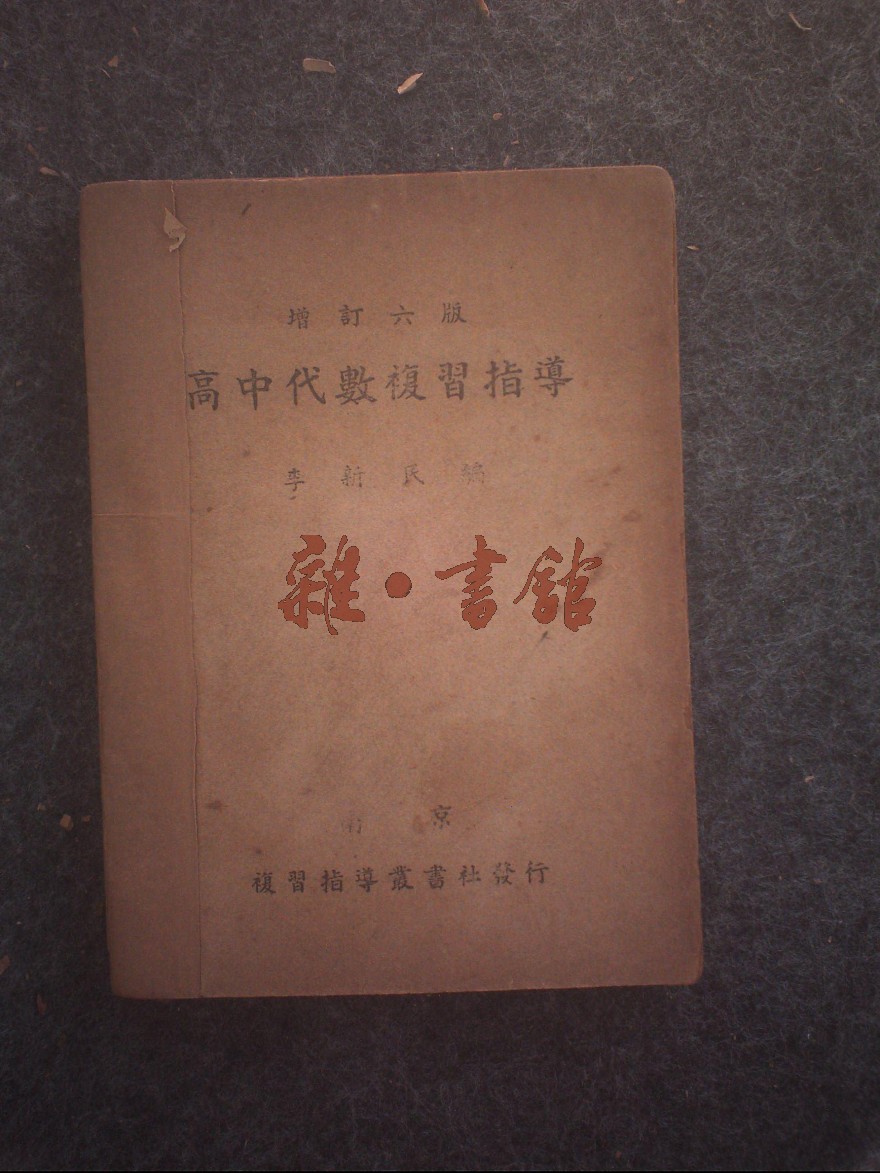 增訂六版
高中代數複習指導
李新民編
雜·書館
南京
複習指導叢書社發行